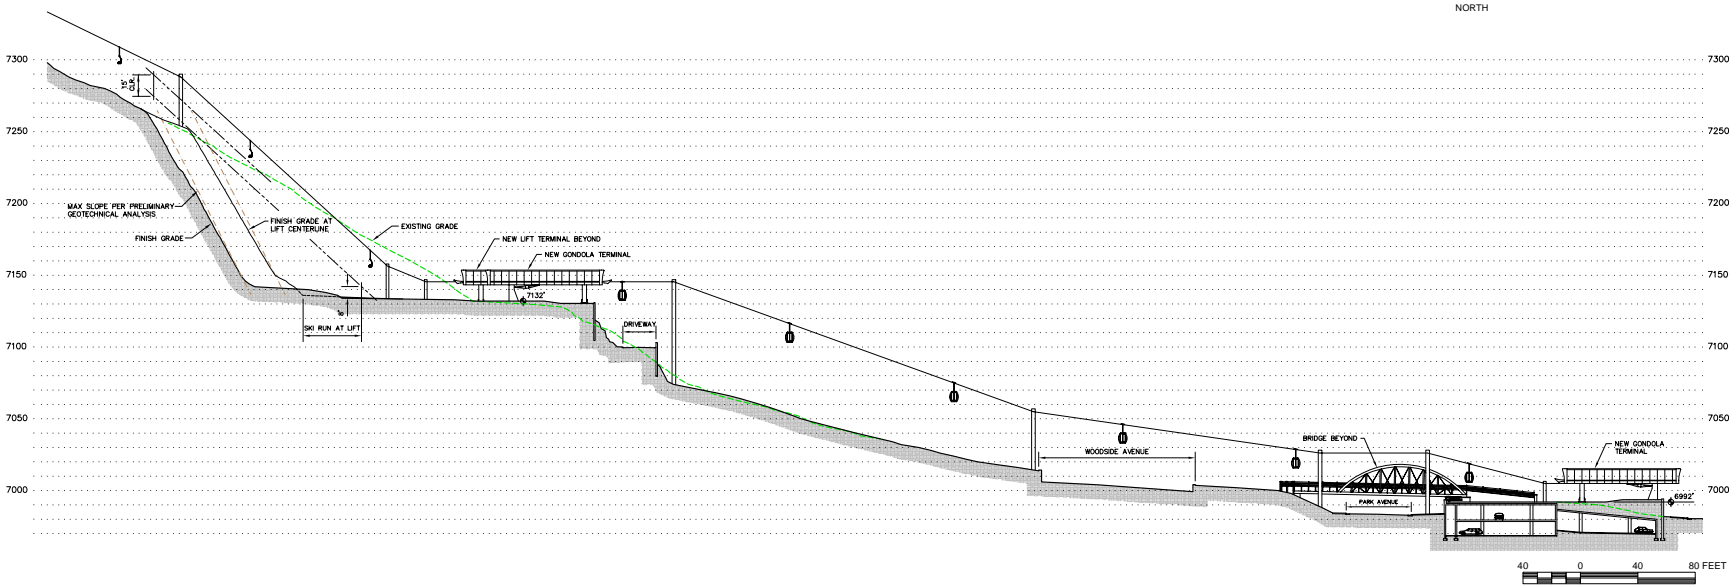 NORTH
7300
7300
15'
CLR.
7250
7250
7200
7200
MAX SLOPE PER PRELIMINARY
GEOTECHNICAL ANALYSIS
FINISH GRADE
FINISH GRADE AT
LIFT CENTERLINE
EXISTING GRADE
NEW LIFT TERMINAL BEYOND
NEW GONDOLA TERMINAL
7150
7150
7132'
SKI RUN AT LIFT
DRIVEWAY
7100
7100
7050
7050
WOODSIDE AVENUE
BRIDGE BEYOND
NEW GONDOLA
TERMINAL
7000
7000
PARK AVENUE
6992'
40 0 40 80 FEET